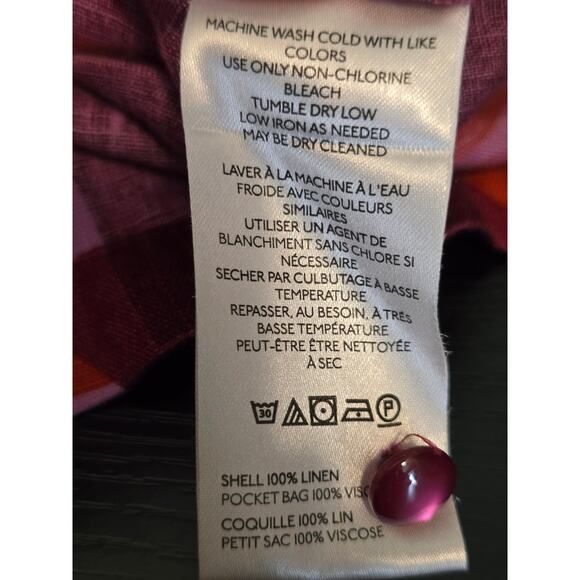 MACHINE WASH COLD WITH LIKE
COLORS
USE ONLY NON-CHLORINE
BLEACH
TUMBLE DRY LOW
LOW IRON AS NEEDED
MAY BE DRY CLEANED
LAVER À LA MACHINE À L'EAU
FROIDE AVEC COULEURS
SIMILAIRES
UTILISER UN AGENT DE
BLANCHIMENT SANS CHLORE SI
NÉCESSAIRE
SECHER PAR CULBUTAGE À BASSE
TEMPERATURE
REPASSER, AU BESOIN, À TRÈS
BASSE TEMPÉRATURE
PEUT-ÊTRE ÊTRE NETTOYÉE
À SEC
30 P
SHELL 100% LINEN
POCKET BAG 100%
COQUILLE 100% LIN
PETIT SAC 100% VISCOSE